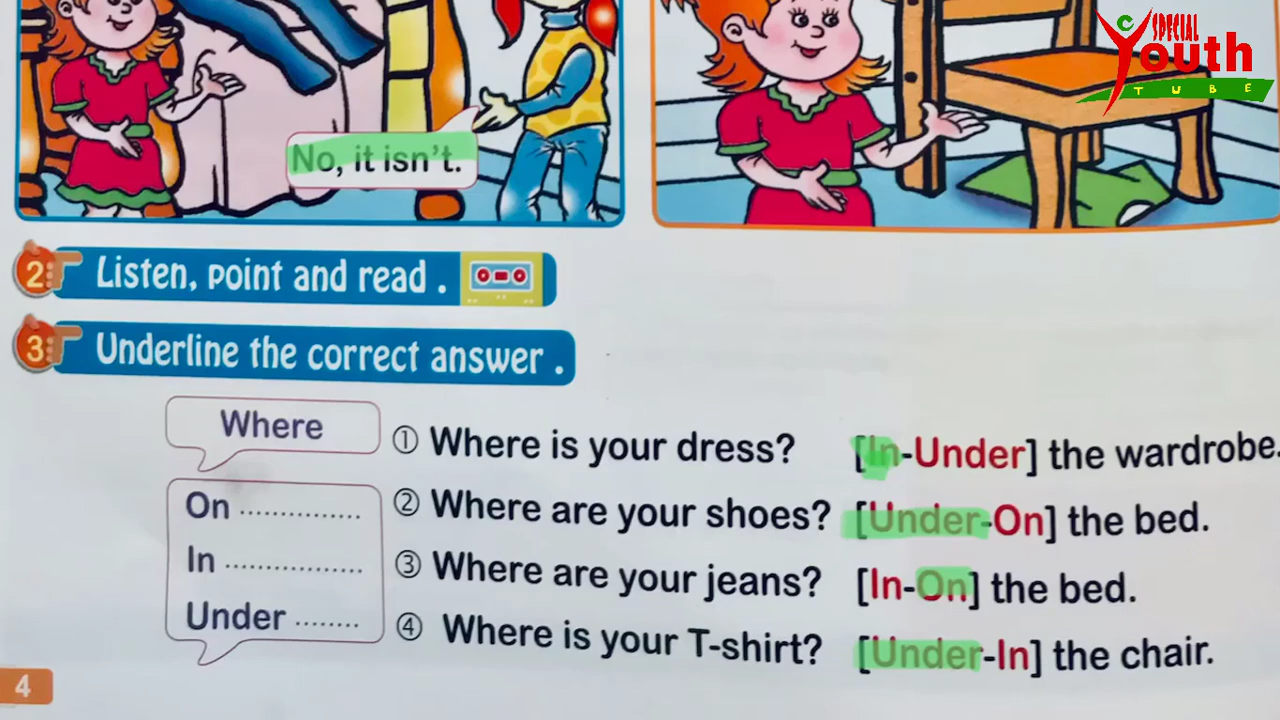 SPECIAL
Youth
TUBE
No, it isn't.
2 Listen, point and read .
3 Underline the correct answer .
Where
On ...............
In .................
Under ........
① Where is your dress? [In-Under] the wardrobe.
② Where are your shoes? [Under-On] the bed.
③ Where are your jeans? [In-On] the bed.
④ Where is your T-shirt? [Under-In] the chair.
4